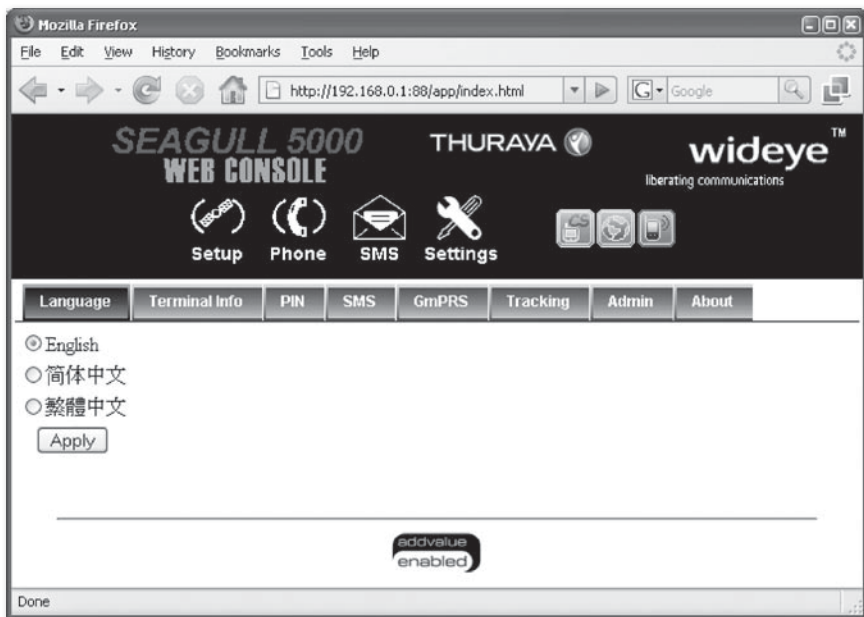 Mozilla Firefox
File Edit View History Bookmarks Tools Help
http://192.168.0.1:88/app/index.html
G Google
SEAGULL 5000
WEB CONSOLE
THURAYA
wideye™
liberating communications
Setup Phone SMS Settings
CS
Language Terminal Info PIN SMS GmPRS Tracking Admin About
English
简体中文
繁體中文
Apply
addvalue
enabled
Done